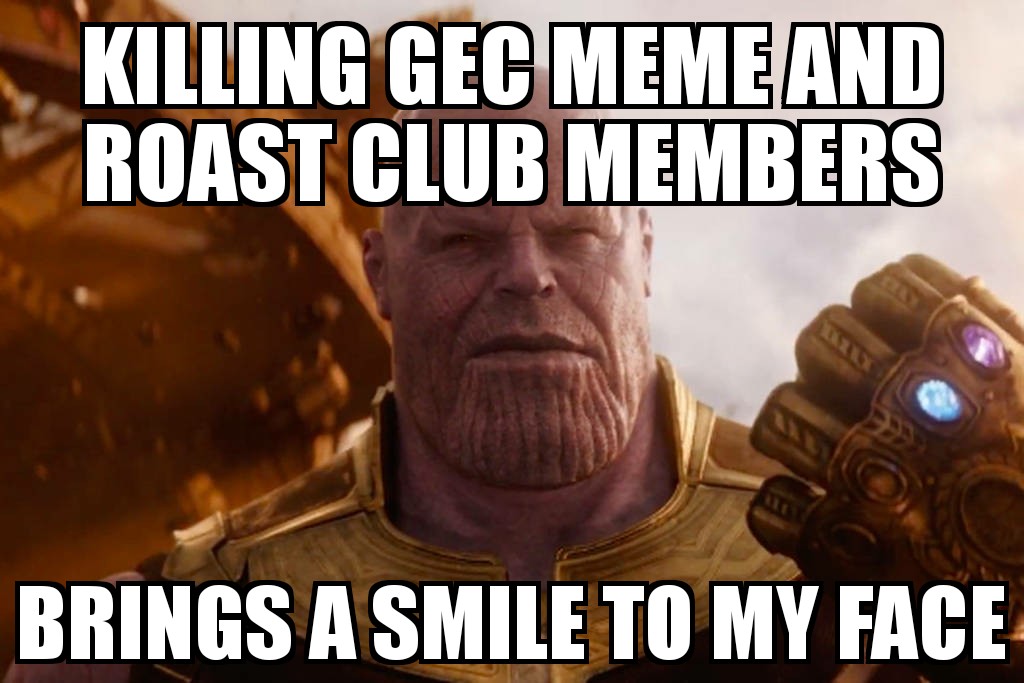 KILLING GEC MEME AND
ROAST CLUB MEMBERS
BRINGS A SMILE TO MY FACE